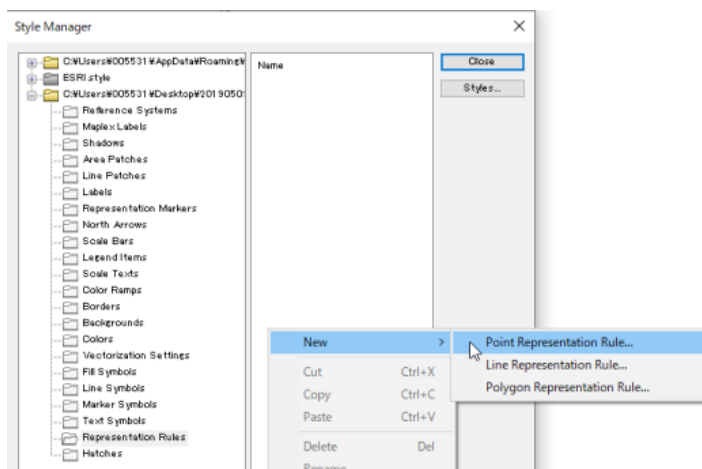 Style Manager
C:¥Users¥005531¥AppData¥Roaming¥
ESRI style
C:¥Users¥005531¥Desktop¥2019050
Reference Systems
Maplex Labels
Shadows
Area Patches
Line Patches
Labels
Representation Markers
North Arrows
Scale Bars
Legend Items
Scale Texts
Color Ramps
Borders
Backgrounds
Colors
Vectorization Settings
Fill Symbols
Line Symbols
Marker Symbols
Text Symbols
Representation Rules
Hatches
Name
Close
Styles...
New
Cut Ctrl+X
Copy Ctrl+C
Paste Ctrl+V
Delete Del
Rename
Point Representation Rule...
Line Representation Rule...
Polygon Representation Rule...